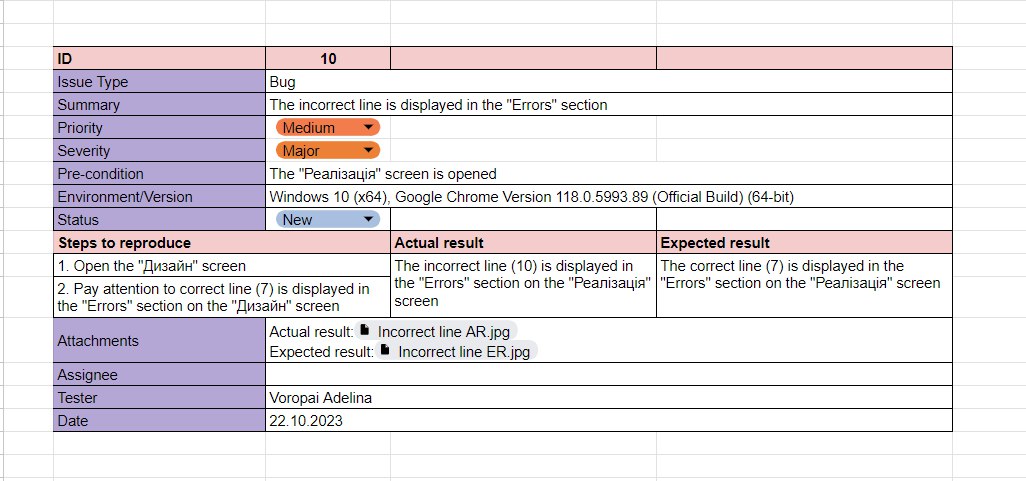 ID 10
Issue Type Bug
Summary The incorrect line is displayed in the "Errors" section
Priority Medium
Severity Major
Pre-condition The "Реалізація" screen is opened
Environment/Version Windows 10 (x64), Google Chrome Version 118.0.5993.89 (Official Build) (64-bit)
Status New
Steps to reproduce Actual result Expected result
1. Open the "Дизайн" screen
2. Pay attention to correct line (7) is displayed in
the "Errors" section on the "Дизайн" screen
The incorrect line (10) is displayed in
the "Errors" section on the "Реалізація"
screen
The correct line (7) is displayed in the
"Errors" section on the "Реалізація" screen
Attachments
Actual result: Incorrect line AR.jpg
Expected result: Incorrect line ER.jpg
Assignee
Tester Voropai Adelina
Date 22.10.2023